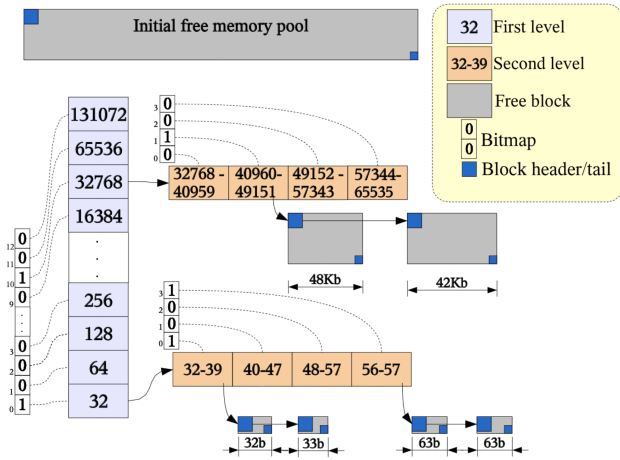 Initial free memory pool
32 First level
32-39 Second level
Free block
0
0
Bitmap
Block header/tail
131072
65536
32768
16384
.
.
.
256
128
64
32
12 0
11 0
10 1
9 0
. . .
3 0
2 0
1 0
0 1
3 0
2 0
1 1
0 0
32768 - 40960- 49152 - 57344-
40959 49151 57343 65535
48Kb 42Kb
3 1
2 0
1 0
0 1
32-39 40-47 48-57 56-57
32b 33b 63b 63b